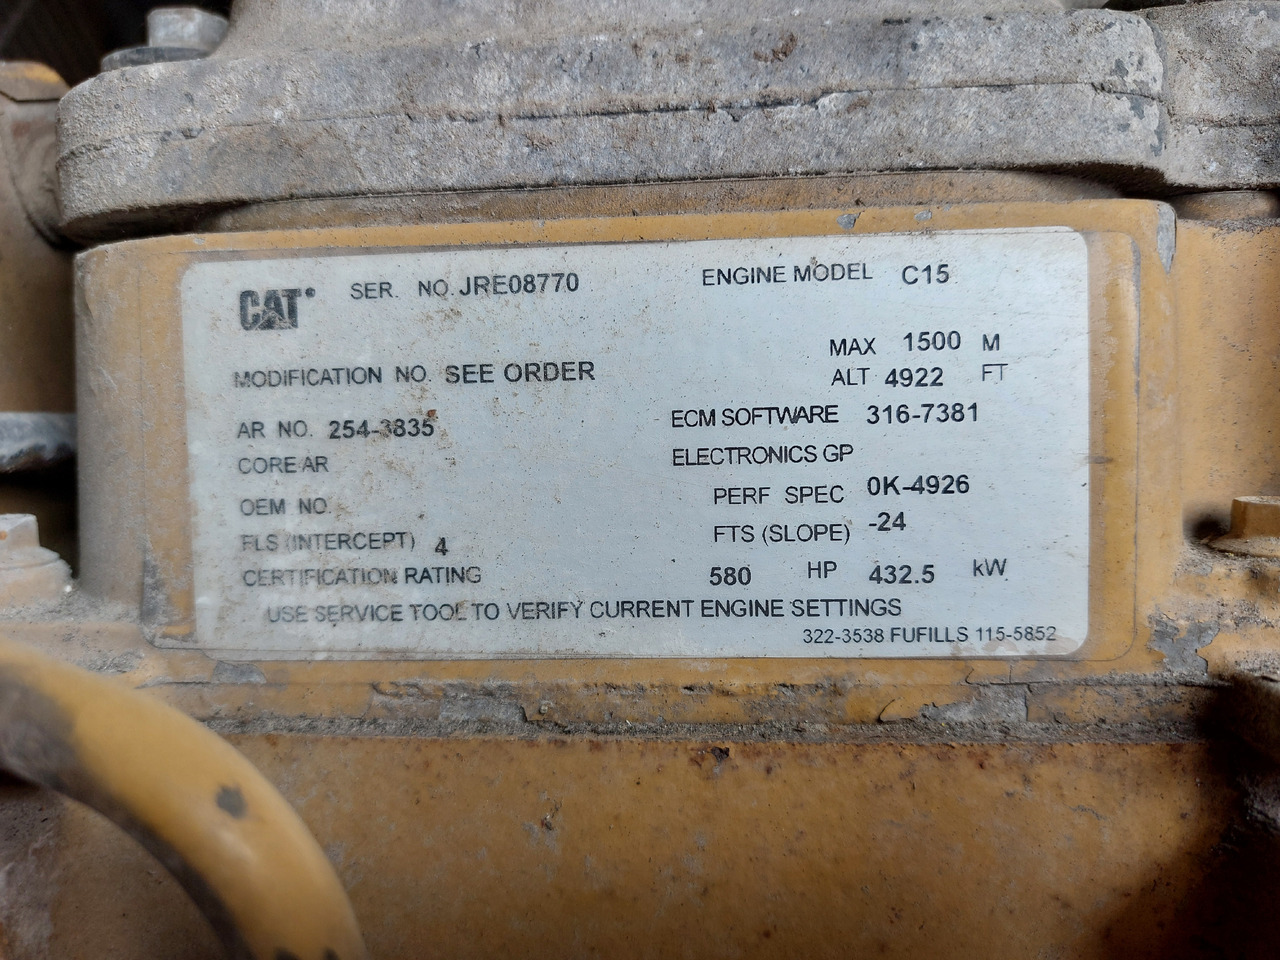 CAT SER. NO. JRE08770 ENGINE MODEL C15
MAX 1500 M
MODIFICATION NO. SEE ORDER ALT 4922 FT
AR NO. 254-3835 ECM SOFTWARE 316-7381
CORE AR ELECTRONICS GP
OEM NO. PERF SPEC 0K-4926
FLS (INTERCEPT) 4 FTS (SLOPE) -24
CERTIFICATION RATING 580 HP 432.5 kW
USE SERVICE TOOL TO VERIFY CURRENT ENGINE SETTINGS
322-3538 FUFILLS 115-5852